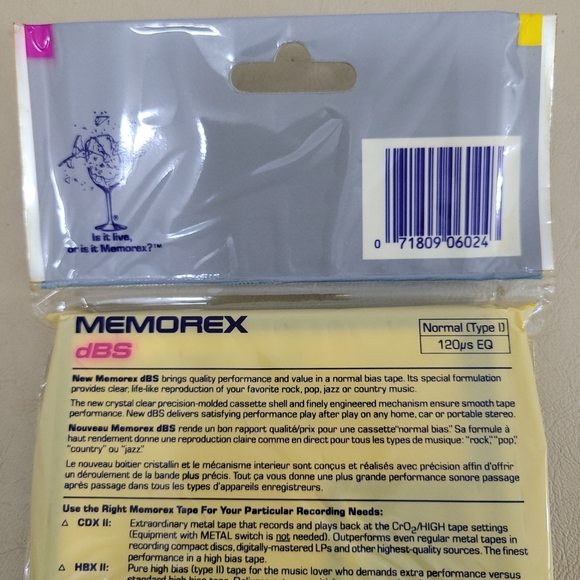 Is it live,
or is it Memorex?™
0 71809 06024
MEMOREX
dBS
Normal (Type I)
120µs EQ
New Memorex dBS brings quality performance and value in a normal bias tape. Its special formulation
provides clear, life-like reproduction of your favorite rock, pop, jazz or country music.
The new crystal clear precision-molded cassette shell and finely engineered mechanism ensure smooth tape
performance. New dBS delivers satisfying performance play after play on any home, car or portable stereo.
Nouveau Memorex dBS rende un bon rapport qualité/prix pour une cassette "normal bias." Sa formule à
haut rendement donne une reproduction claire comme en direct pour tous les types de musique: "rock," "pop,"
"country" ou "jazz."
Le nouveau boîtier cristallin et le mécanisme interieur sont conçus et réalisés avec précision afin d'offrir
un déroulement de la bande plus précis. Tout ça vous donne une plus grande performance sonore passage
après passage dans tous les types d'appareils enregistreurs.
Use the Right Memorex Tape For Your Particular Recording Needs:
△ CDX II: Extraordinary metal tape that records and plays back at the CrO2/HIGH tape settings
(Equipment with METAL switch is not needed). Outperforms even regular metal tapes in
recording compact discs, digitally-mastered LPs and other highest-quality sources. The finest
performance in a high bias tape.
△ HBX II: Pure high bias (type II) tape for the music lover who demands extra performance versus